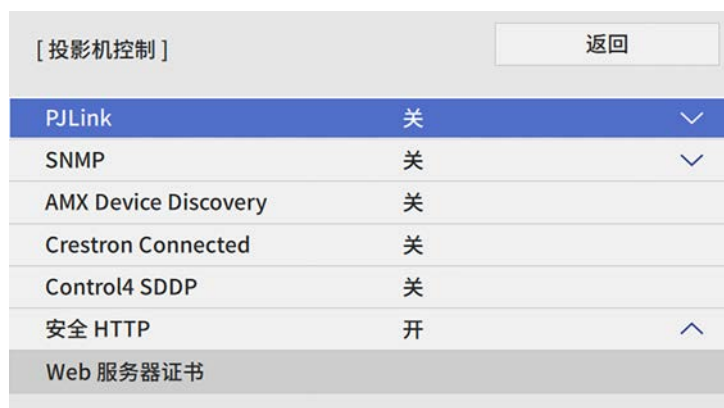 [ 投影机控制 ] 返回
PJLink 关
SNMP 关
AMX Device Discovery 关
Crestron Connected 关
Control4 SDDP 关
安全 HTTP 开
Web 服务器证书